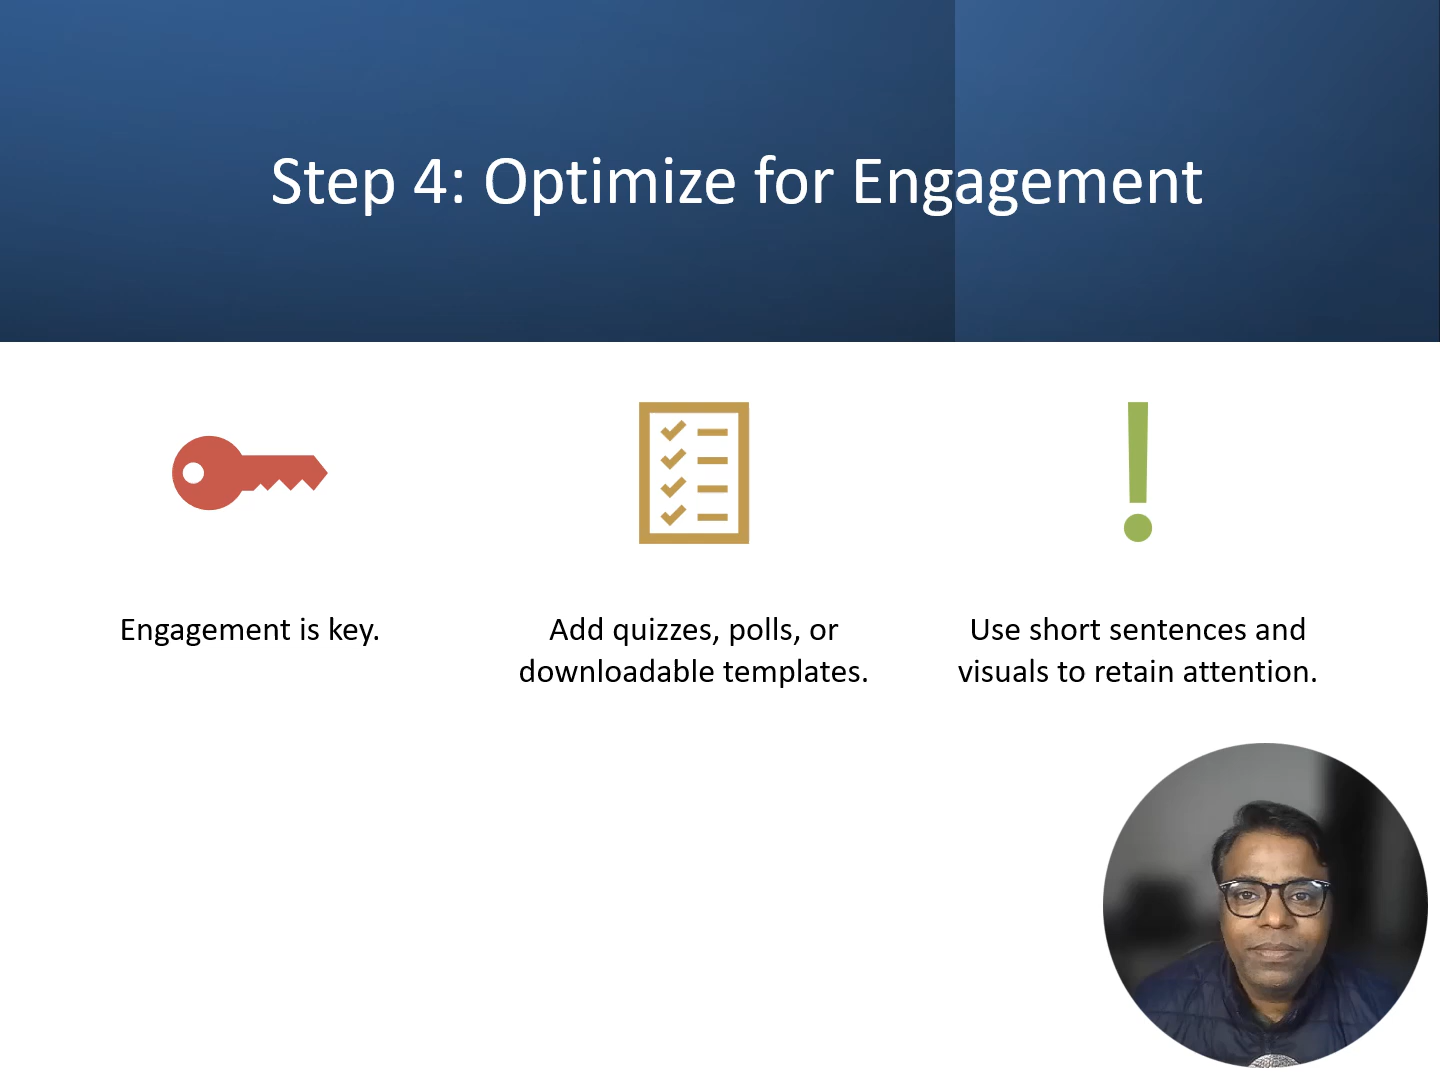 Step 4: Optimize for Engagement
Engagement is key.
Add quizzes, polls, or
downloadable templates.
Use short sentences and
visuals to retain attention.